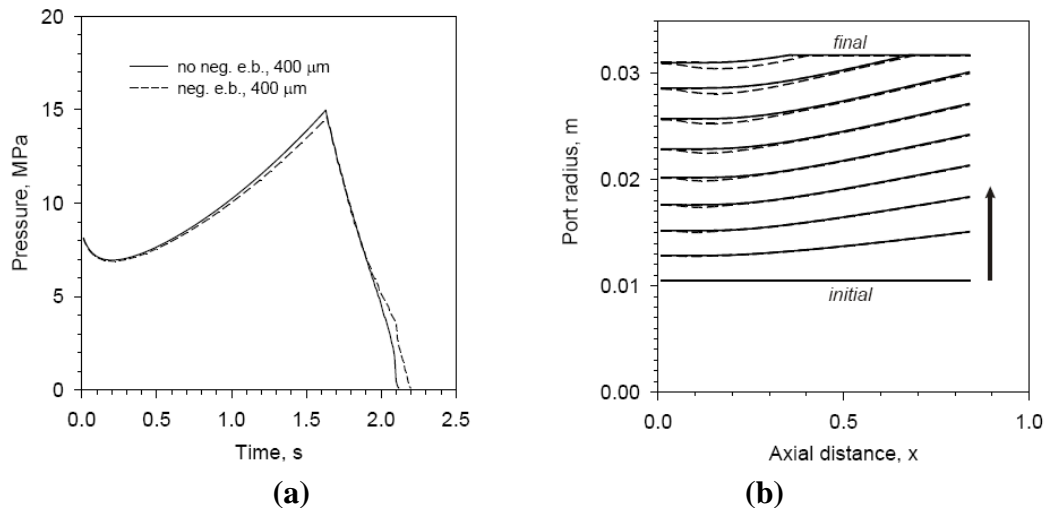 20
15
10
5
0
Pressure, MPa
no neg. e.b., 400 μm
neg. e.b., 400 μm
0.0 0.5 1.0 1.5 2.0 2.5
Time, s
(a)
0.03
0.02
0.01
0.00
Port radius, m
final
initial
0.0 0.5 1.0
Axial distance, x
(b)